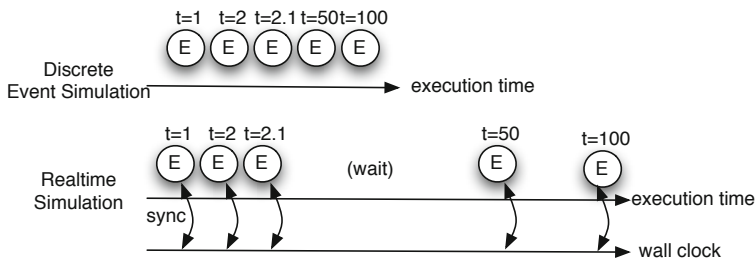 t=1 t=2 t=2.1 t=50 t=100
E E E E E
Discrete
Event Simulation
execution time
t=1 t=2 t=2.1 t=50 t=100
E E E (wait) E E
Realtime
Simulation
execution time
sync
wall clock